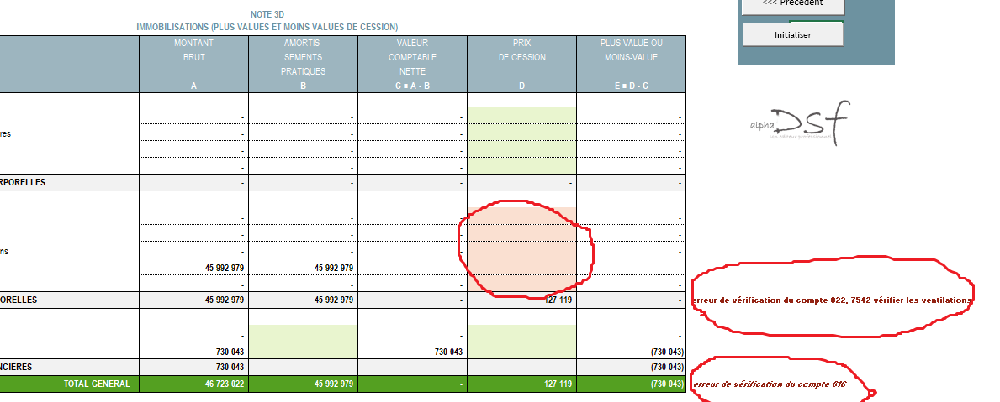 <<< Précédent
Initialiser
NOTE 3D
IMMOBILISATIONS (PLUS VALUES ET MOINS VALUES DE CESSION)
MONTANT BRUT A
AMORTIS- SEMENTS PRATIQUES B
VALEUR COMPTABLE NETTE C = A - B
PRIX DE CESSION D
PLUS-VALUE OU MOINS-VALUE E = D - C
alpha Dsf
un editeur professionnel
- - - -
res - - - -
- - - -
- - - -
RPORELLES - - - - -
- - - -
- - - -
ns - - - -
45 992 979 45 992 979 - -
- - - -
ORELLES 45 992 979 45 992 979 - 127 119 -
erreur de vérification du compte 822; 7542 vérifier les ventilations
- - -
730 043 730 043 (730 043)
NCIERES 730 043 - - - (730 043)
TOTAL GENERAL 46 723 022 45 992 979 - 127 119 (730 043)
erreur de vérification du compte 816